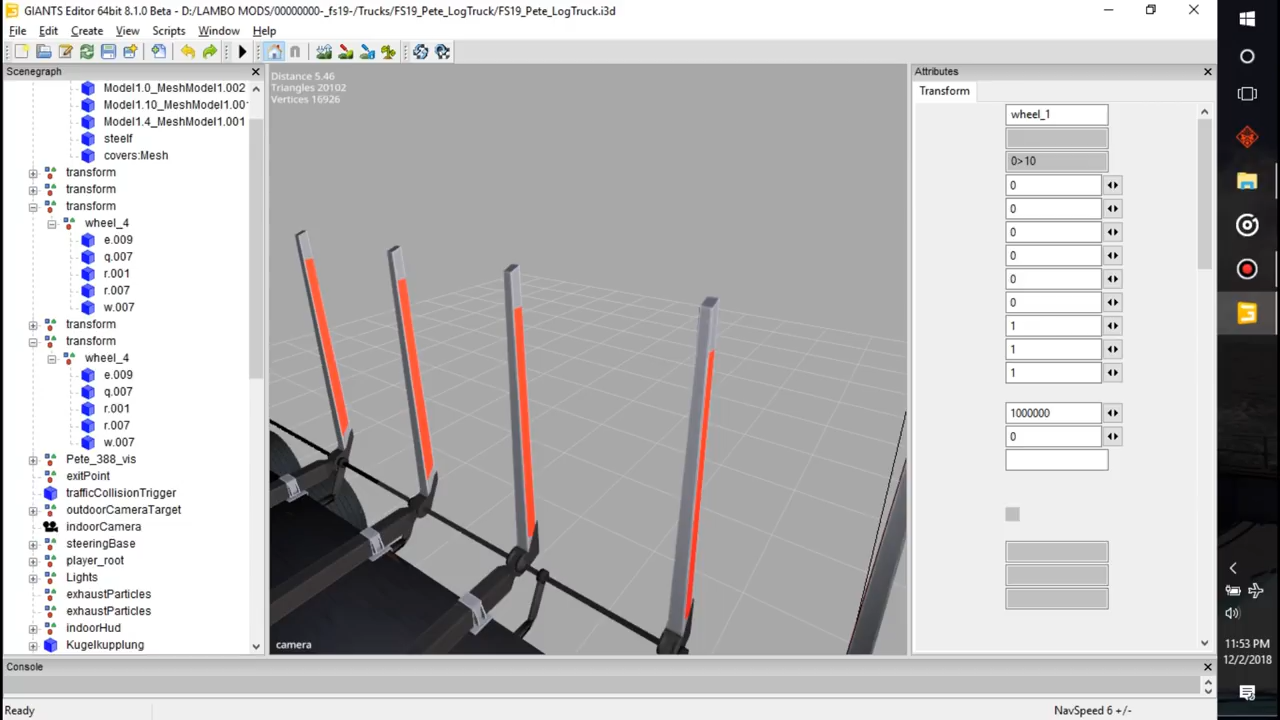 GIANTS Editor 64bit 8.1.0 Beta - D:/LAMBO MODS/00000000-_fs19-/Trucks/FS19_Pete_LogTruck/FS19_Pete_LogTruck.i3d
File Edit Create View Scripts Window Help
Scenegraph
Model1.0_MeshModel1.002
Model1.10_MeshModel1.00
Model1.4_MeshModel1.001
steelf
covers:Mesh
transform
transform
transform
wheel_4
e.009
q.007
r.001
r.007
w.007
transform
transform
wheel_4
e.009
q.007
r.001
r.007
w.007
Pete_388_vis
exitPoint
trafficCollisionTrigger
outdoorCameraTarget
indoorCamera
steeringBase
player_root
Lights
exhaustParticles
exhaustParticles
indoorHud
Kugelkupplung
Distance 5.46
Triangles 20102
Vertices 16926
camera
Attributes
Transform
wheel_1
0>10
0
0
0
0
0
0
1
1
1
1000000
0
Console
Ready
NavSpeed 6 +/-
11:53 PM
12/2/2018